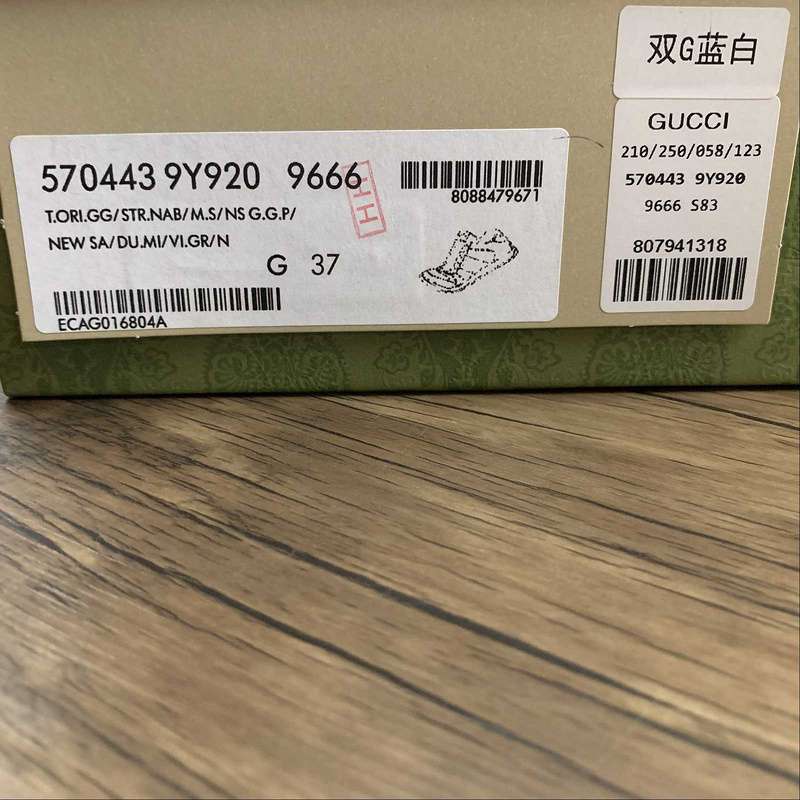 双G蓝白
GUCCI
210/250/058/123
570443 9Y920
9666 S83
807941318
570443 9Y920 9666
HH
8088479671
T.ORI.GG/STR.NAB/M.S/NS G.G.P/
NEW SA/DU.MI/VI.GR/N
G 37
ECAG016804A